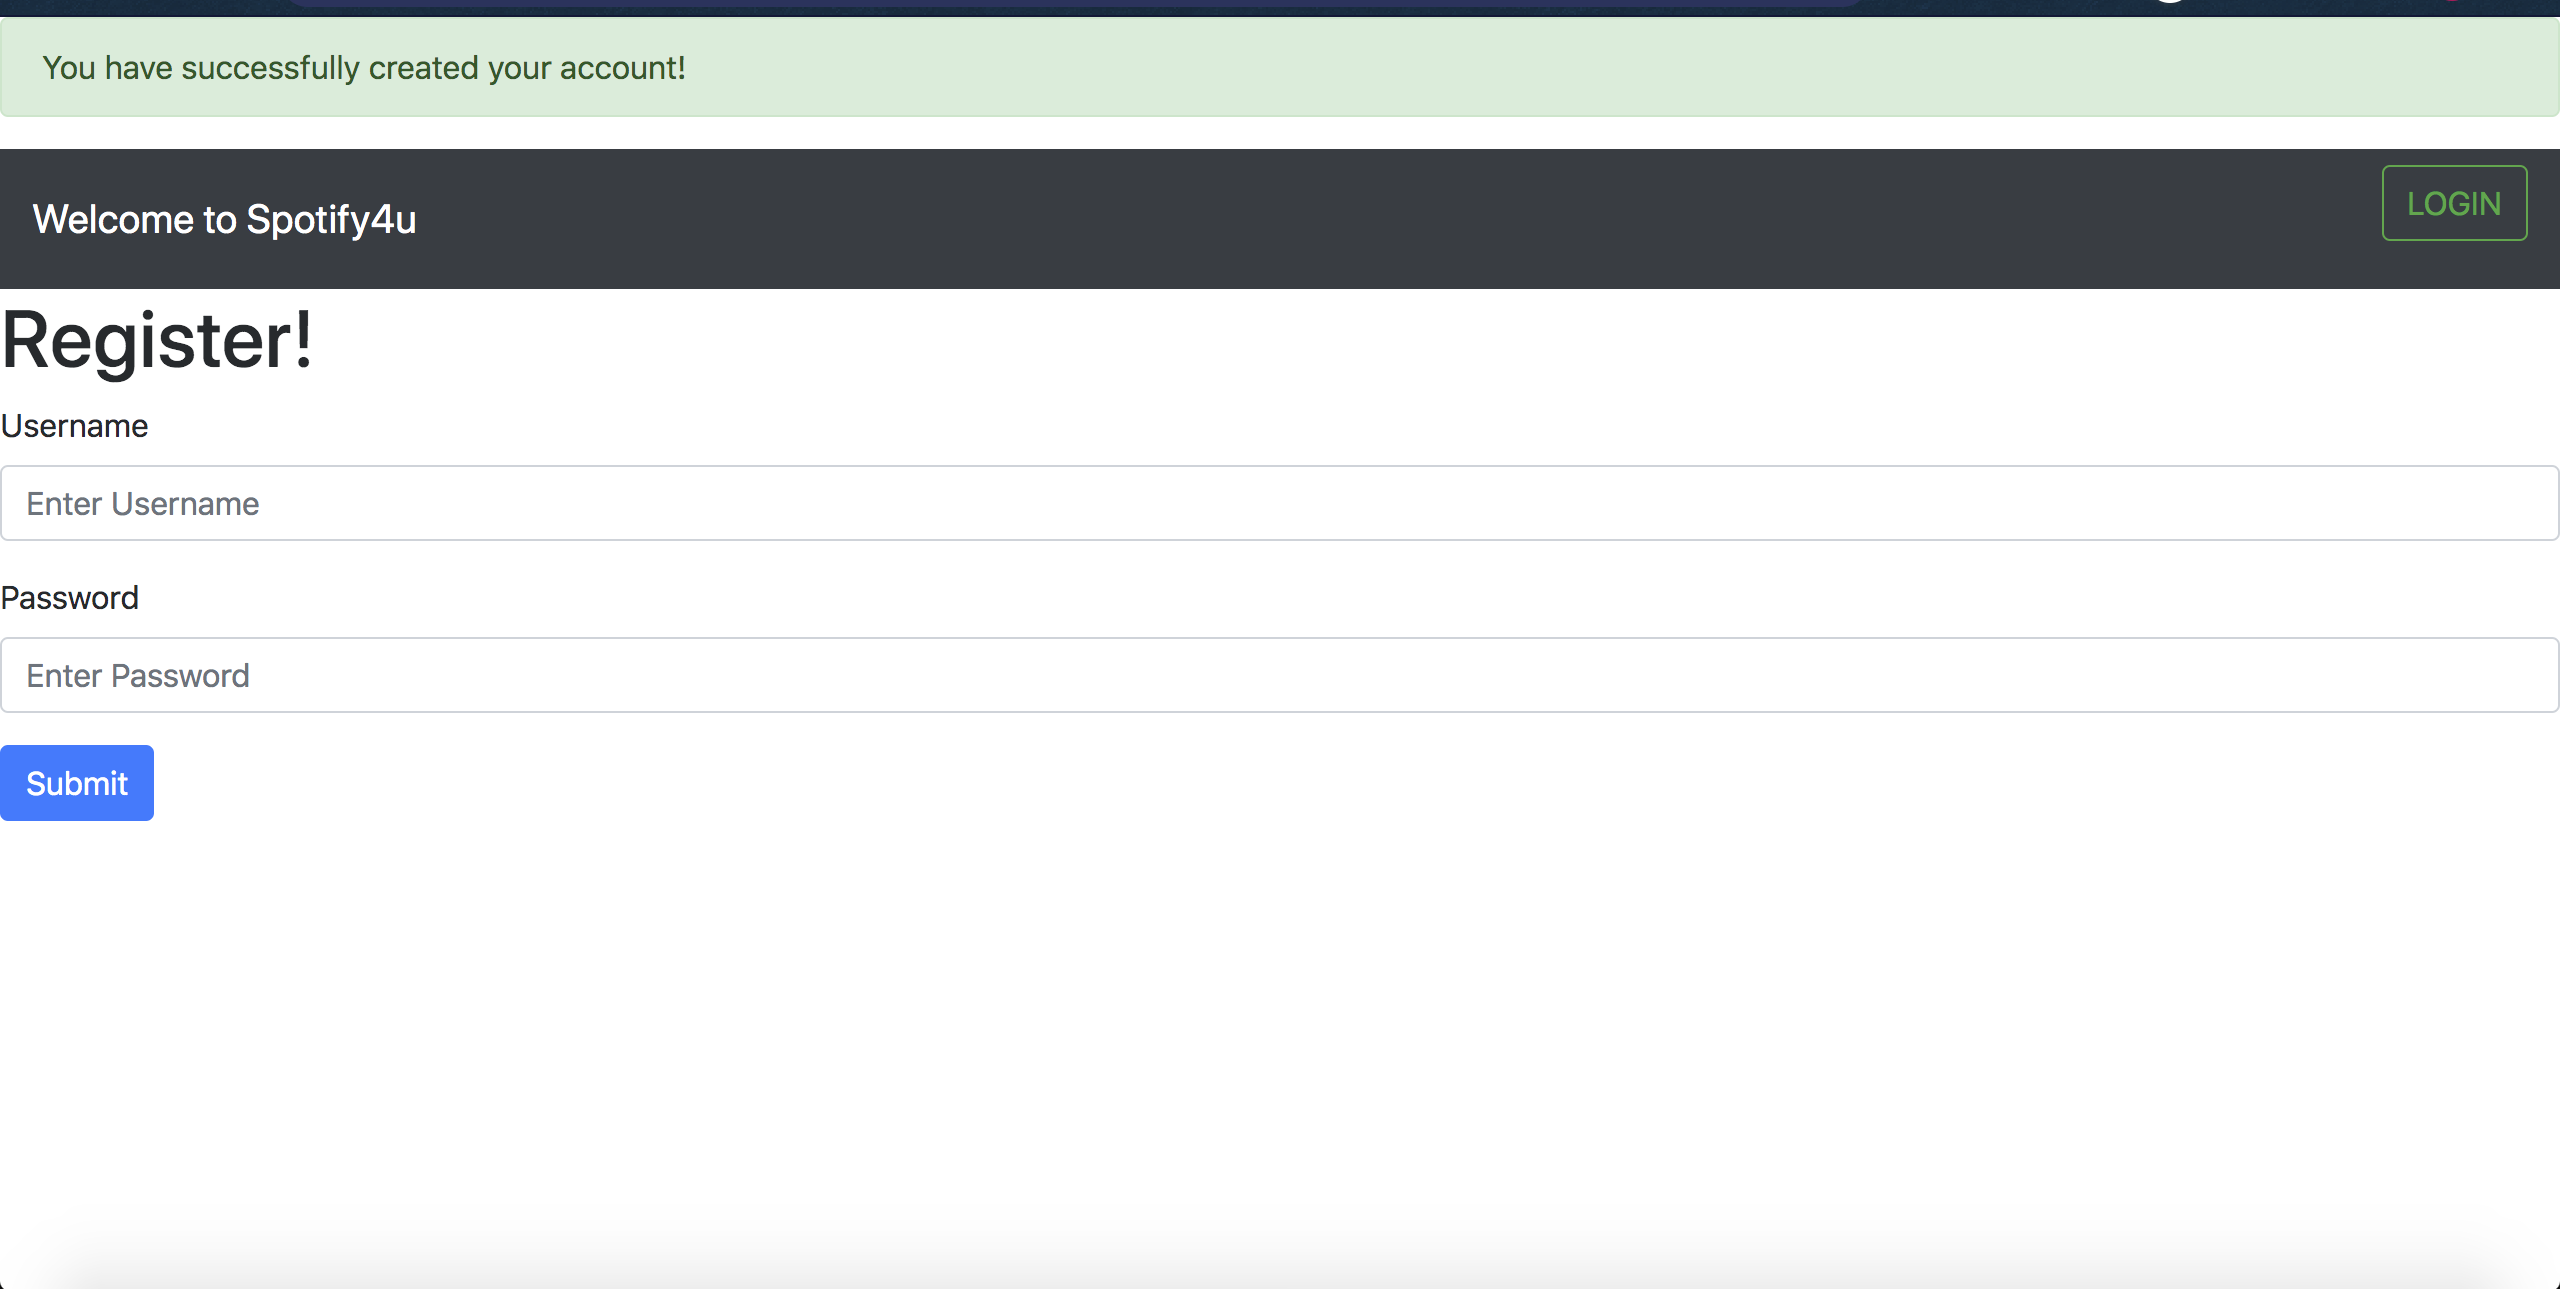 You have successfully created your account!
Welcome to Spotify4u
LOGIN
Register!
Username
Enter Username
Password
Enter Password
Submit